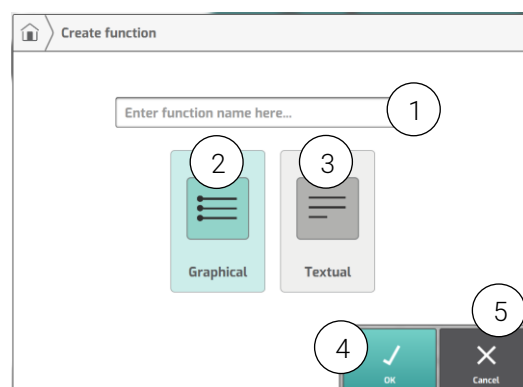 Create function
Enter function name here...
1
2
3
Graphical
Textual
5
4
OK
Cancel